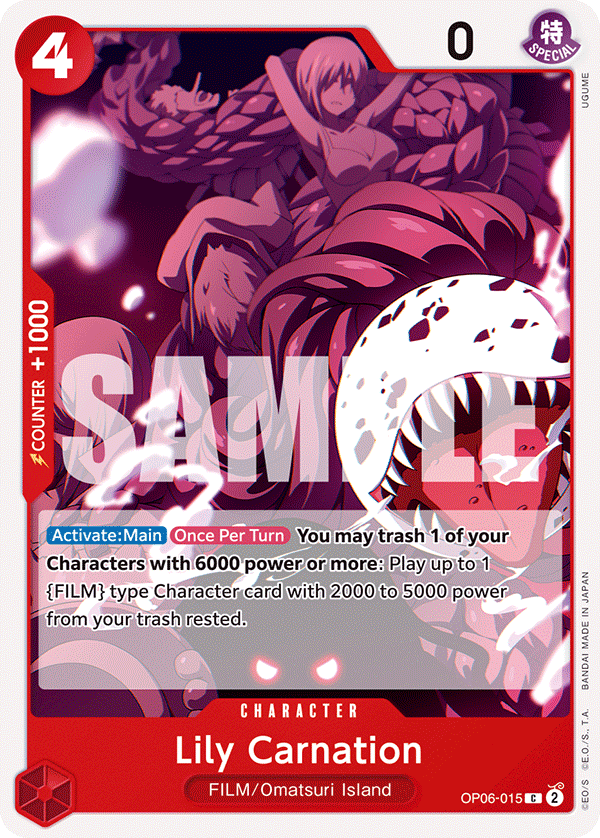 4
0
特
SPECIAL
UGUME
COUNTER +1000
SAMPLE
Activate:Main Once Per Turn You may trash 1 of your
Characters with 6000 power or more: Play up to 1
{FILM} type Character card with 2000 to 5000 power
from your trash rested.
CHARACTER
Lily Carnation
FILM/Omatsuri Island
OP06-015 C 2
©E.O/S ©E.O./S., T.A. BANDAI MADE IN JAPAN